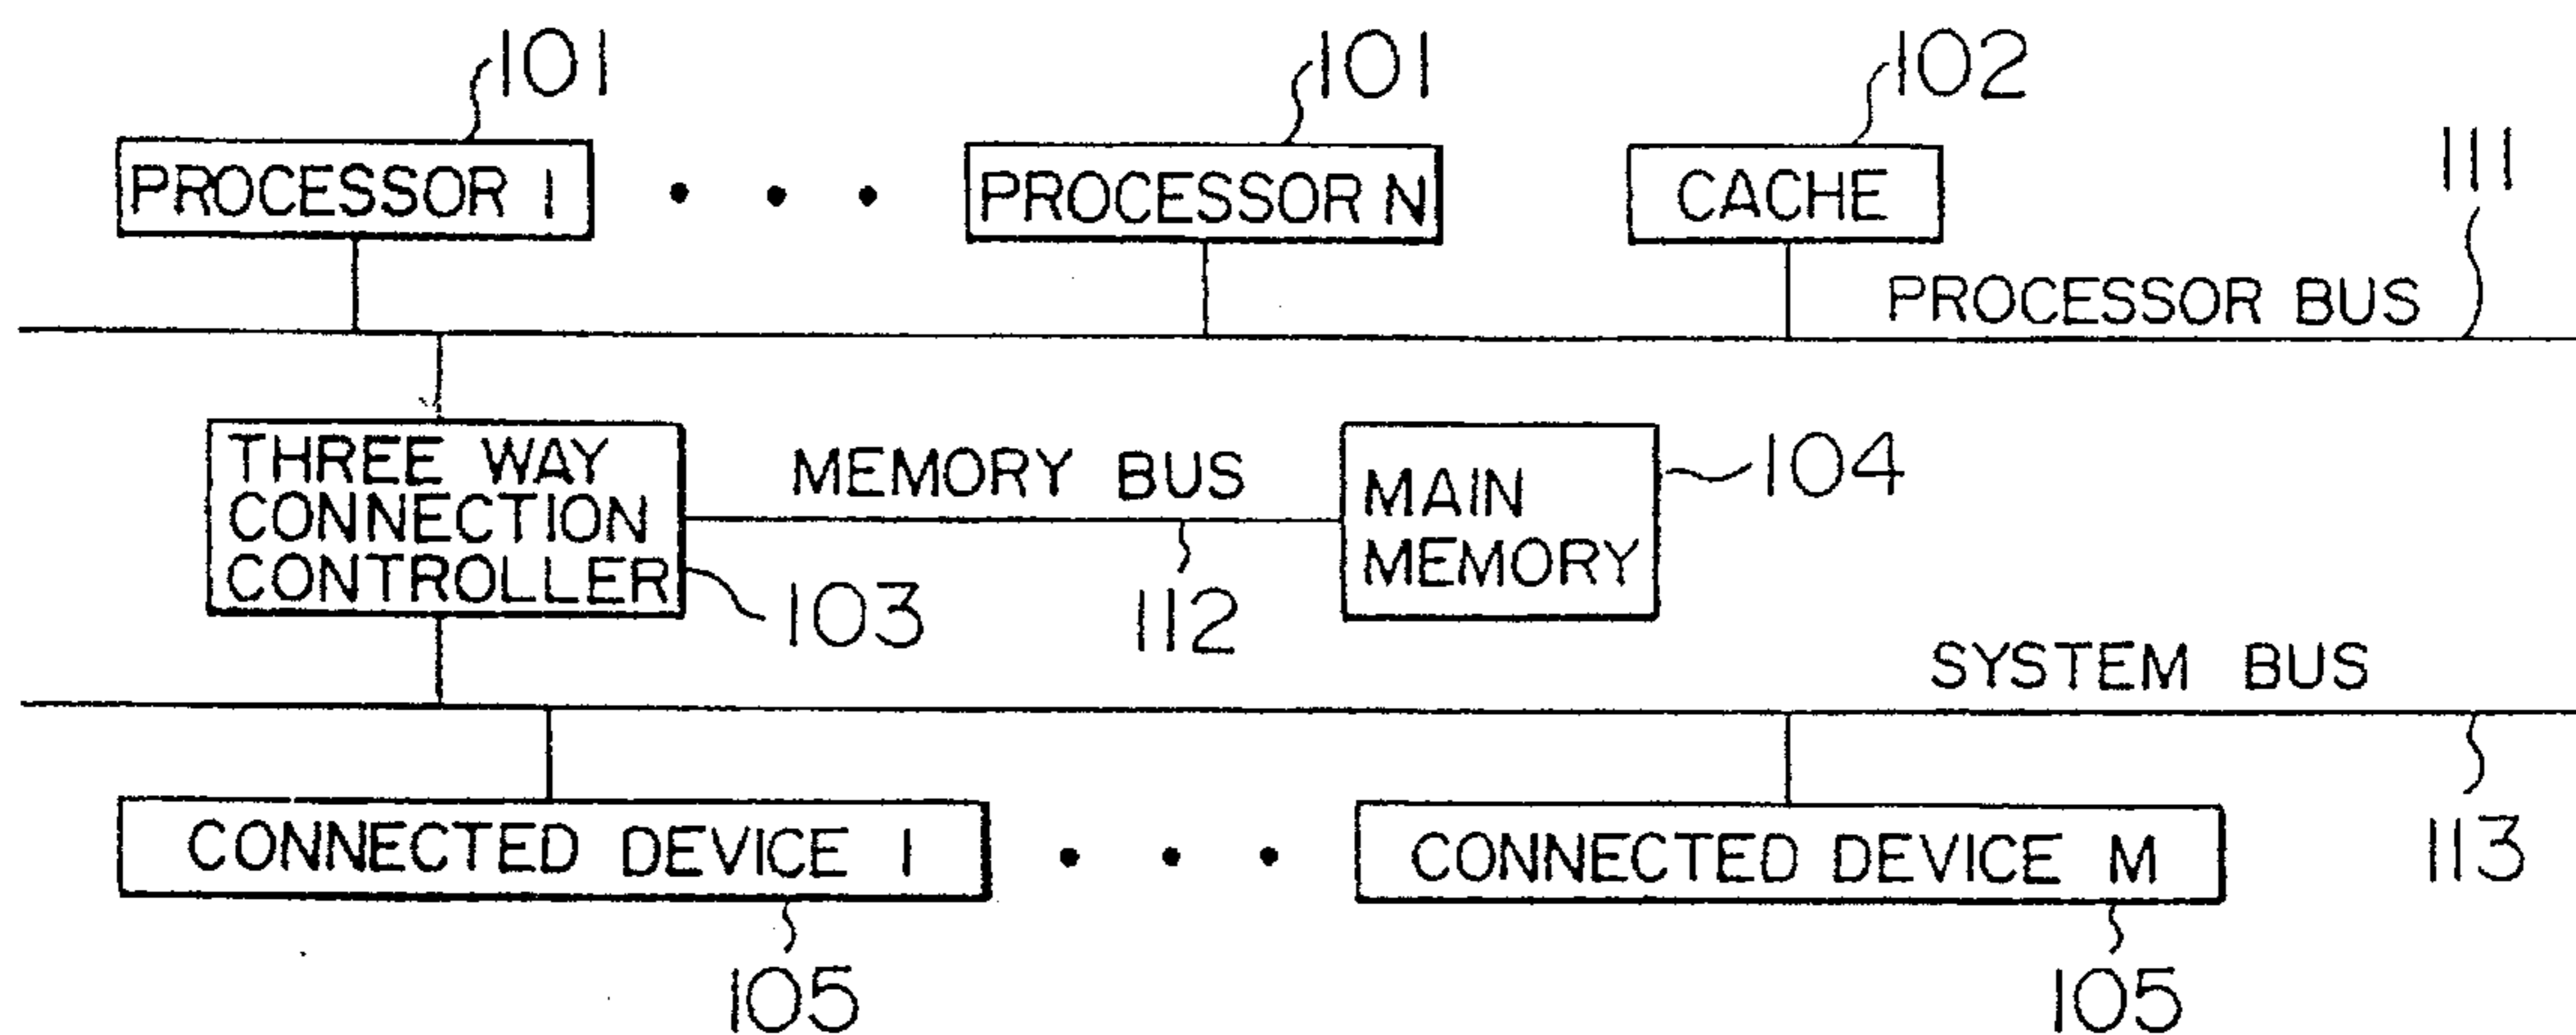 101
101
102
111
PROCESSOR 1
PROCESSOR N
CACHE
PROCESSOR BUS
THREE WAY
CONNECTION
CONTROLLER
MEMORY BUS
MAIN
MEMORY
104
103
112
SYSTEM BUS
CONNECTED DEVICE 1
CONNECTED DEVICE M
113
105
105